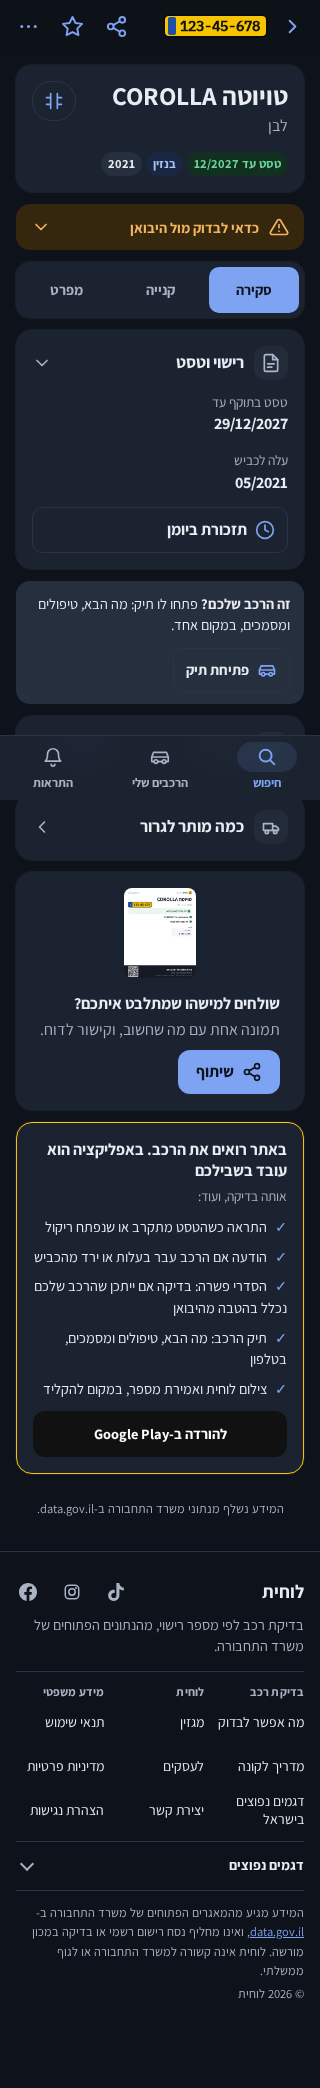 123-45-678
טויוטה COROLLA
לבן
טסט עד 12/2027
בנזין
2021
כדאי לבדוק מול היבואן
סקירה
קנייה
מפרט
רישוי וטסט
טסט בתוקף עד
29/12/2027
עלה לכביש
05/2021
תזכורת ביומן
זה הרכב שלכם? פתחו לו תיק: מה הבא, טיפולים
ומסמכים, במקום אחד.
פתיחת תיק
חיפוש
הרכבים שלי
התראות
כמה מותר לגרור
טויוטה COROLLA
123-45-678
שולחים למישהו שמתלבט איתכם?
תמונה אחת עם מה שחשוב, וקישור לדוח.
שיתוף
באתר רואים את הרכב. באפליקציה הוא
עובד בשבילכם
אותה בדיקה, ועוד:
✓ התראה כשהטסט מתקרב או שנפתח ריקול
✓ הודעה אם הרכב עבר בעלות או ירד מהכביש
✓ הסדרי פשרה: בדיקה אם ייתכן שהרכב שלכם
נכלל בהטבה מהיבואן
✓ תיק הרכב: מה הבא, טיפולים ומסמכים,
בטלפון
✓ צילום לוחית ואמירת מספר, במקום להקליד
להורדה ב-Google Play
המידע נשלף מנתוני משרד התחבורה ב-data.gov.il.
לוחית
בדיקת רכב לפי מספר רישוי, מהנתונים הפתוחים של
משרד התחבורה.
בדיקת רכב
לוחית
מידע משפטי
מה אפשר לבדוק
מגזין
תנאי שימוש
מדריך לקונה
לעסקים
מדיניות פרטיות
דגמים נפוצים
בישראל
יצירת קשר
הצהרת נגישות
דגמים נפוצים
המידע מגיע מהמאגרים הפתוחים של משרד התחבורה ב-
data.gov.il, ואינו מחליף נסח רישום רשמי או בדיקה במכון
מורשה. לוחית אינה קשורה למשרד התחבורה או לגוף
ממשלתי.
© 2026 לוחית